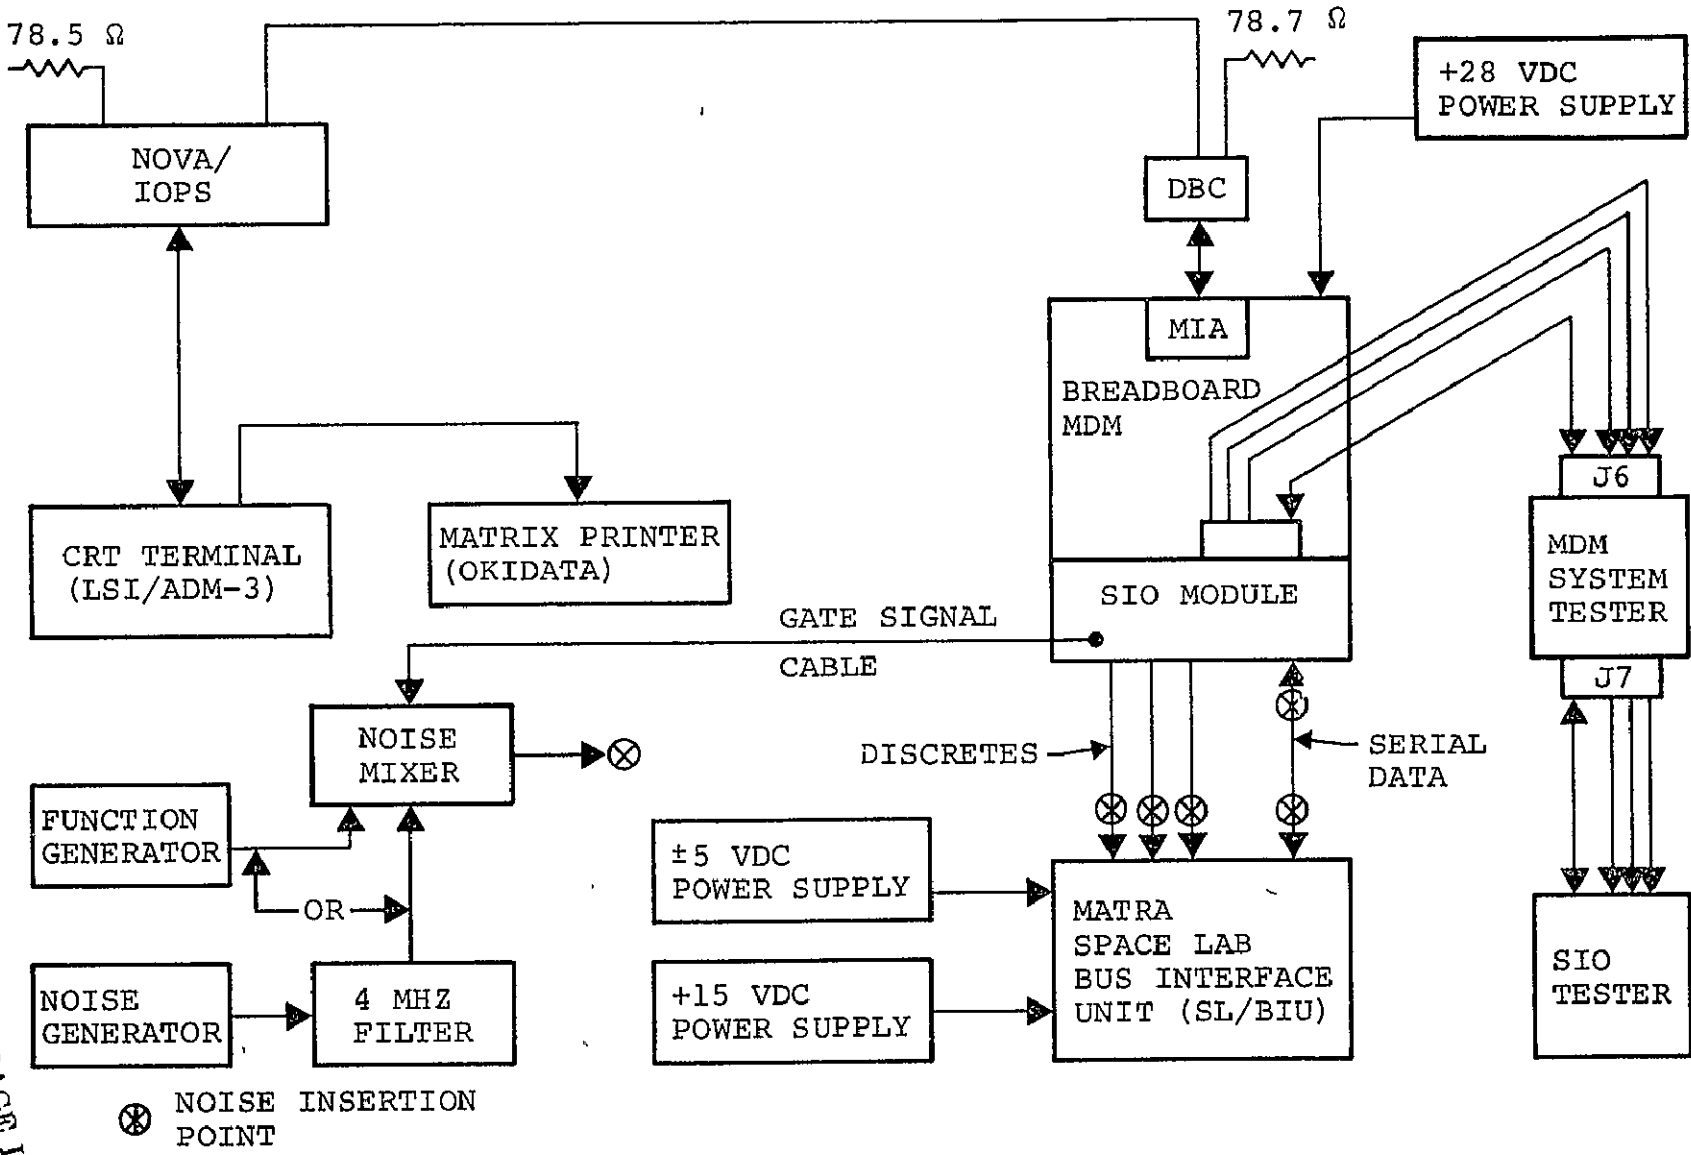 78.5 Ω
78.7 Ω
+28 VDC
POWER SUPPLY
NOVA/
IOPS
DBC
MIA
BREADBOARD
MDM
J6
CRT TERMINAL
(LSI/ADM-3)
MATRIX PRINTER
(OKIDATA)
MDM
SYSTEM
TESTER
SIO MODULE
GATE SIGNAL
CABLE
J7
NOISE
MIXER
DISCRETES
SERIAL
DATA
FUNCTION
GENERATOR
±5 VDC
POWER SUPPLY
OR
MATRA
SPACE LAB
BUS INTERFACE
UNIT (SL/BIU)
SIO
TESTER
NOISE
GENERATOR
4 MHZ
FILTER
+15 VDC
POWER SUPPLY
NOISE INSERTION
POINT